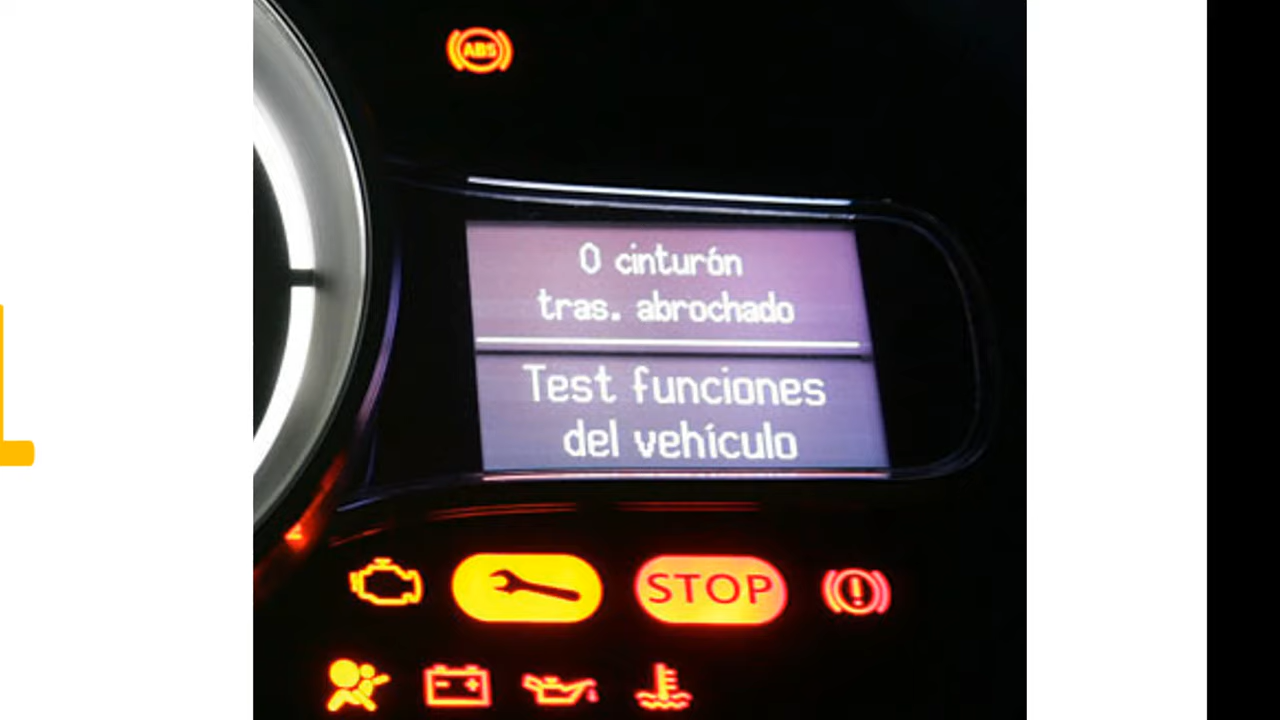 ABS
0 cinturón
tras. abrochado
Test funciones
del vehículo
STOP